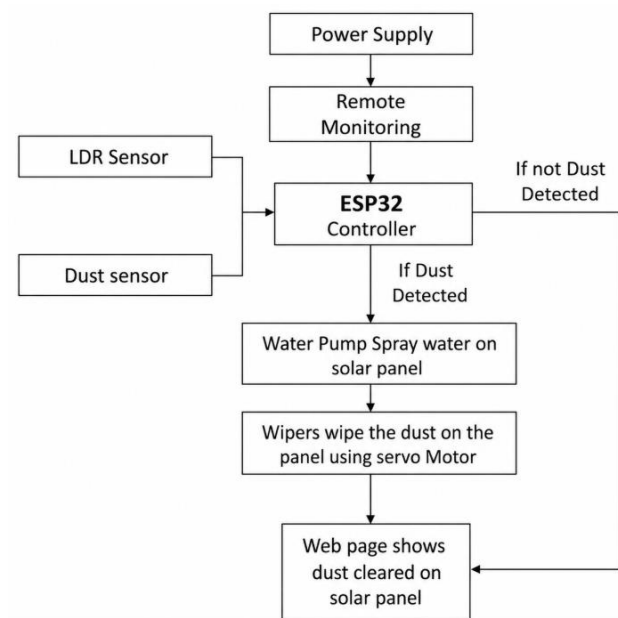 Power Supply
Remote
Monitoring
LDR Sensor
ESP32
Controller
If not Dust
Detected
Dust sensor
If Dust
Detected
Water Pump Spray water on
solar panel
Wipers wipe the dust on the
panel using servo Motor
Web page shows
dust cleared on
solar panel